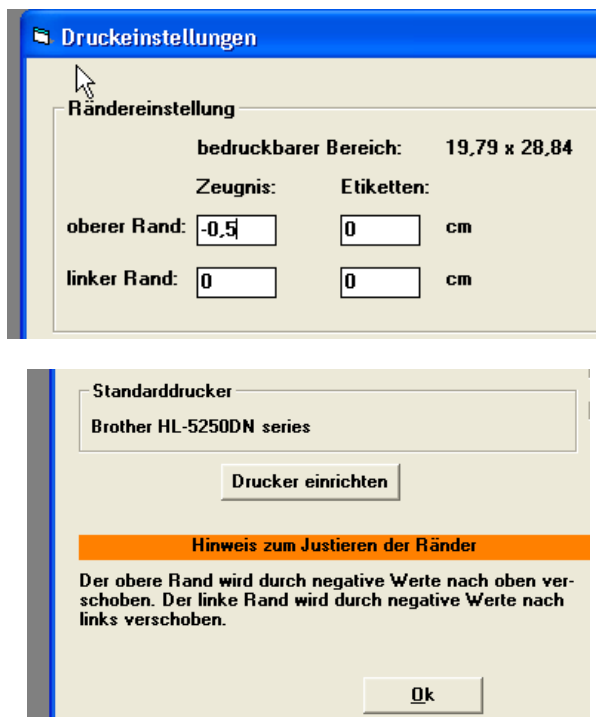 Druckeinstellungen
Rändereinstellung
bedruckbarer Bereich: 19,79 x 28,84
Zeugnis: Etiketten:
oberer Rand: -0,5 0 cm
linker Rand: 0 0 cm
Standarddrucker
Brother HL-5250DN series
Drucker einrichten
Hinweis zum Justieren der Ränder
Der obere Rand wird durch negative Werte nach oben ver-
schoben. Der linke Rand wird durch negative Werte nach
links verschoben.
Ok